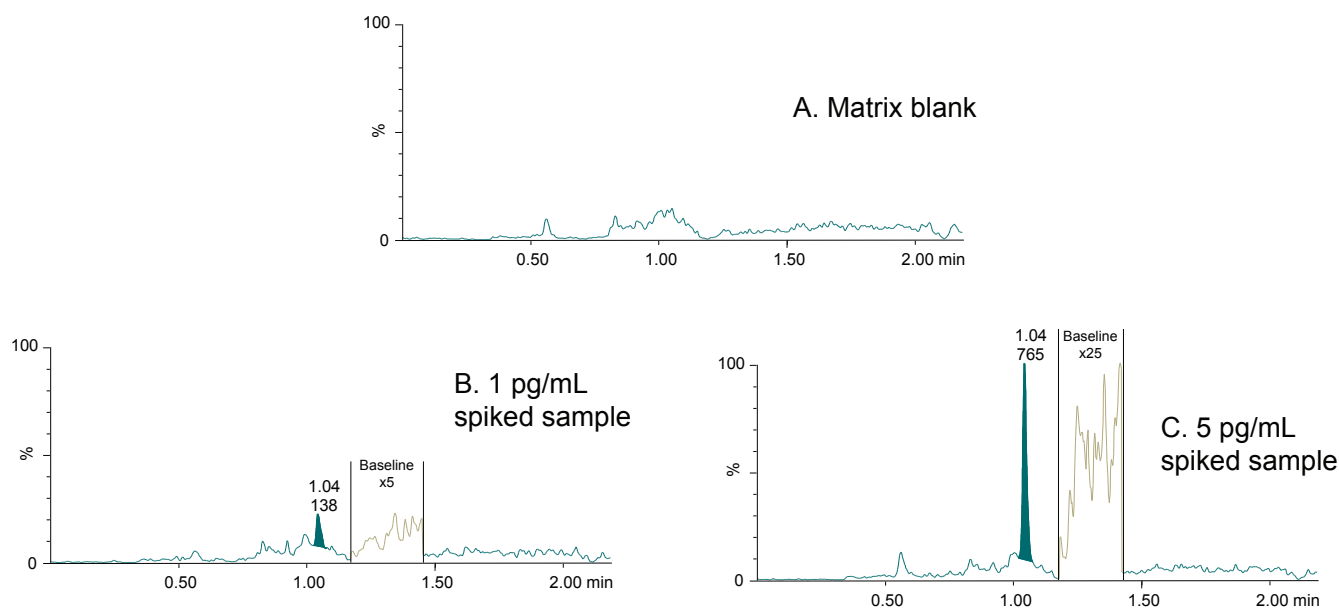 100
%
0
0.50
1.00
1.50
2.00 min
A. Matrix blank
100
%
0
1.04
138
Baseline
x5
0.50
1.00
1.50
2.00 min
B. 1 pg/mL
spiked sample
100
%
0
1.04
765
Baseline
x25
0.50
1.00
1.50
2.00 min
C. 5 pg/mL
spiked sample